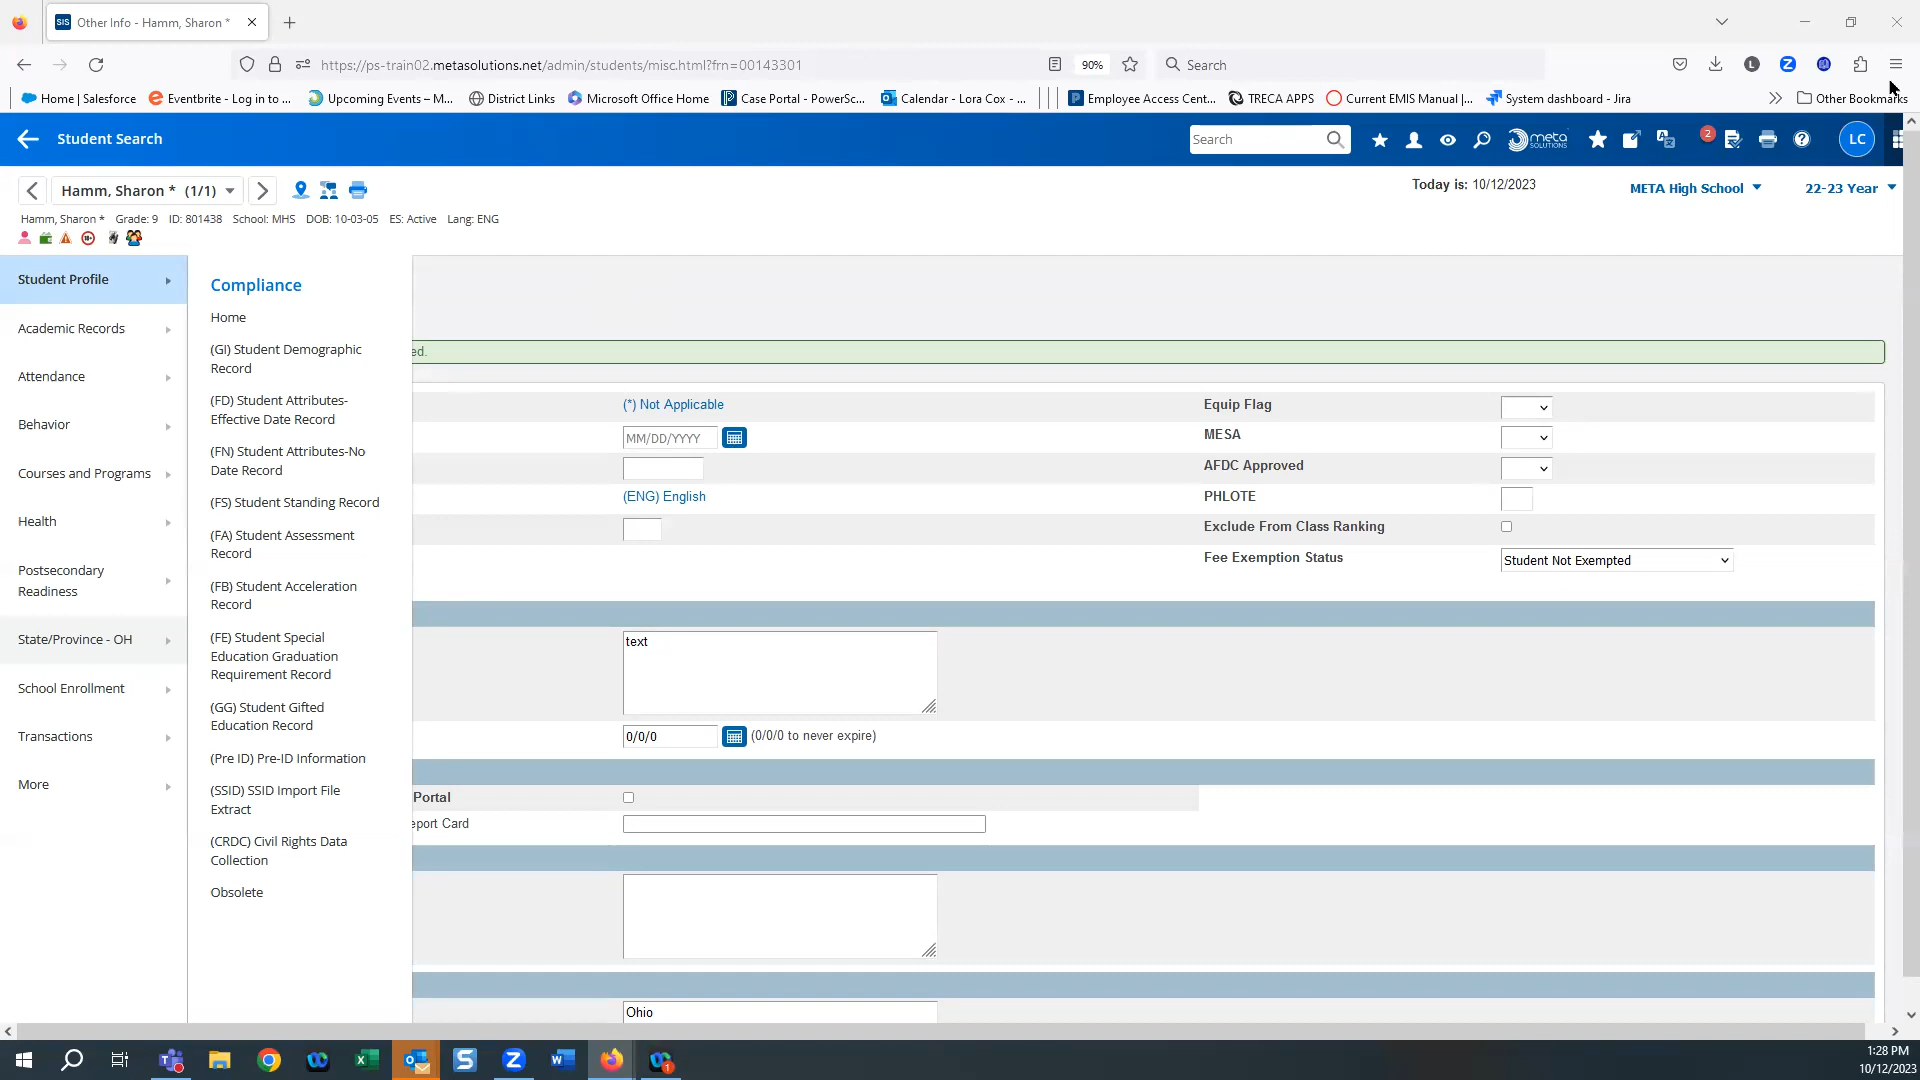 SIS Other Info - Hamm, Sharon *
https://ps-train02.metasolutions.net/admin/students/misc.html?frn=00143301
90%
Search
L
Z
Home | Salesforce
Eventbrite - Log in to ...
Upcoming Events – M...
District Links
Microsoft Office Home
Case Portal - PowerSc...
Calendar - Lora Cox - ...
Employee Access Cent...
TRECA APPS
Current EMIS Manual |...
System dashboard - Jira
Other Bookmarks
Student Search
Search
meta
SOLUTIONS
2
LC
Hamm, Sharon * (1/1)
Today is: 10/12/2023
META High School
22-23 Year
Hamm, Sharon * Grade: 9 ID: 801438 School: MHS DOB: 10-03-05 ES: Active Lang: ENG
Student Profile
Academic Records
Attendance
Behavior
Courses and Programs
Health
Postsecondary
Readiness
State/Province - OH
School Enrollment
Transactions
More
Compliance
Home
(GI) Student Demographic
Record
(FD) Student Attributes-
Effective Date Record
(FN) Student Attributes-No
Date Record
(FS) Student Standing Record
(FA) Student Assessment
Record
(FB) Student Acceleration
Record
(FE) Student Special
Education Graduation
Requirement Record
(GG) Student Gifted
Education Record
(Pre ID) Pre-ID Information
(SSID) SSID Import File
Extract
(CRDC) Civil Rights Data
Collection
Obsolete
ed.
(*) Not Applicable
Equip Flag
MM/DD/YYYY
MESA
AFDC Approved
(ENG) English
PHLOTE
Exclude From Class Ranking
Fee Exemption Status
Student Not Exempted
text
0/0/0
(0/0/0 to never expire)
Portal
eport Card
Ohio
1:28 PM
10/12/2023